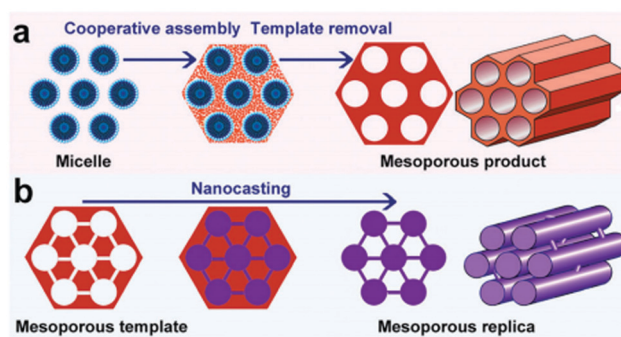 a
Cooperative assembly Template removal
Micelle
Mesoporous product
b
Nanocasting
Mesoporous template
Mesoporous replica